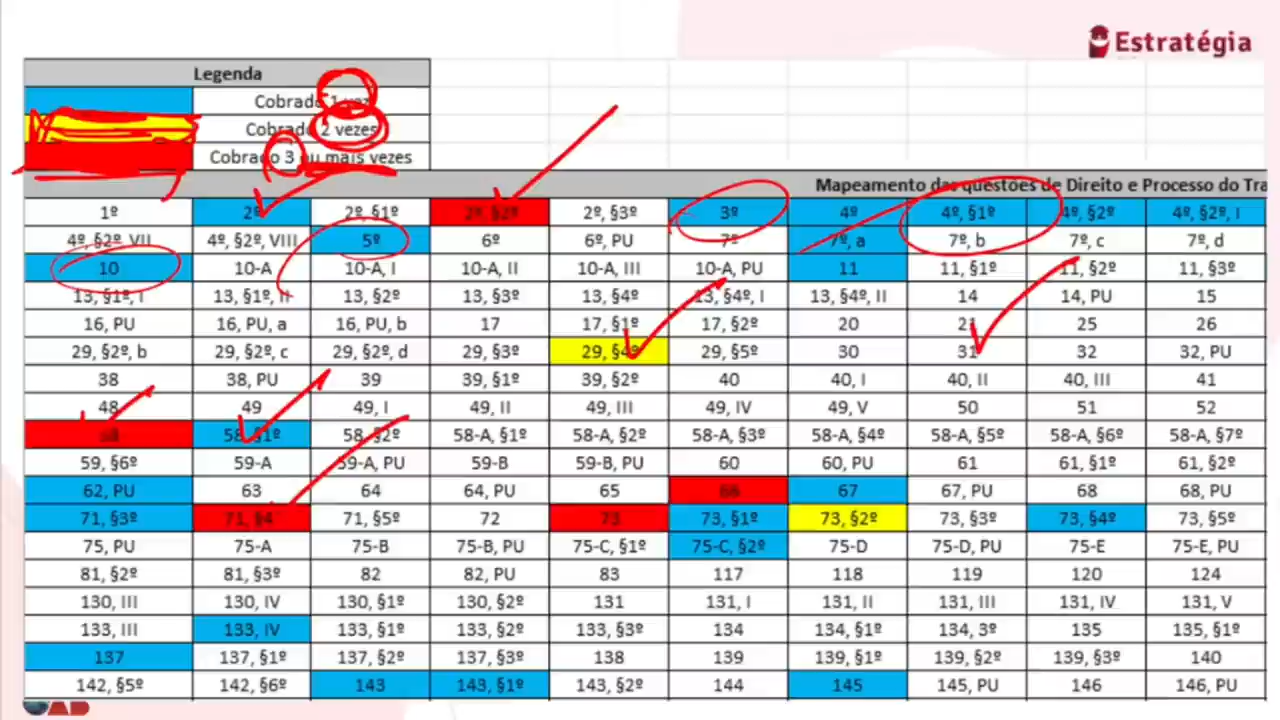 Estratégia
Legenda
Cobrado 1 vez
Cobrado 2 vezes
Cobrado 3 ou mais vezes
Mapeamento das questões de Direito e Processo do Tra
1º 2º 2º, §1º 2º, §2º 2º, §3º 3º 4º 4º, §1º 4º, §2º 4º, §2º, I
4º, §2º, VII 4º, §2º, VIII 5º 6º 6º, PU 7º 7º, a 7º, b 7º, c 7º, d
10 10-A 10-A, I 10-A, II 10-A, III 10-A, PU 11 11, §1º 11, §2º 11, §3º
13, §1º, I 13, §1º, II 13, §2º 13, §3º 13, §4º 13, §4º, I 13, §4º, II 14 14, PU 15
16, PU 16, PU, a 16, PU, b 17 17, §1º 17, §2º 20 21 25 26
29, §2º, b 29, §2º, c 29, §2º, d 29, §3º 29, §4º 29, §5º 30 31 32 32, PU
38 38, PU 39 39, §1º 39, §2º 40 40, I 40, II 40, III 41
48 49 49, I 49, II 49, III 49, IV 49, V 50 51 52
58, §1º 58, §2º 58-A, §1º 58-A, §2º 58-A, §3º 58-A, §4º 58-A, §5º 58-A, §6º 58-A, §7º
59, §6º 59-A 59-A, PU 59-B 59-B, PU 60 60, PU 61 61, §1º 61, §2º
62, PU 63 64 64, PU 65 66 67 67, PU 68 68, PU
71, §3º 71, §4º 71, §5º 72 73 73, §1º 73, §2º 73, §3º 73, §4º 73, §5º
75, PU 75-A 75-B 75-B, PU 75-C, §1º 75-C, §2º 75-D 75-D, PU 75-E 75-E, PU
81, §2º 81, §3º 82 82, PU 83 117 118 119 120 124
130, III 130, IV 130, §1º 130, §2º 131 131, I 131, II 131, III 131, IV 131, V
133, III 133, IV 133, §1º 133, §2º 133, §3º 134 134, §1º 134, 3º 135 135, §1º
137 137, §1º 137, §2º 137, §3º 138 139 139, §1º 139, §2º 139, §3º 140
142, §5º 142, §6º 143 143, §1º 143, §2º 144 145 145, PU 146 146, PU